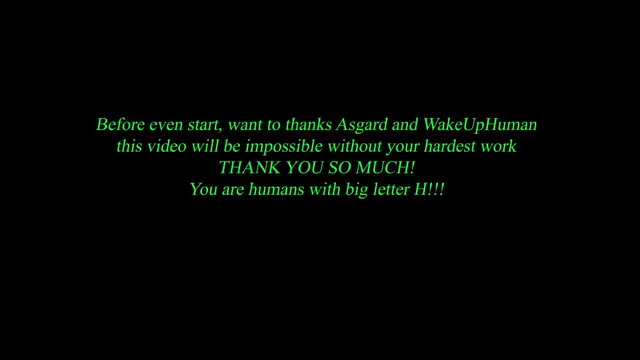 Before even start, want to thanks Asgard and WakeUpHuman
this video will be impossible without your hardest work
THANK YOU SO MUCH!
You are humans with big letter H!!!